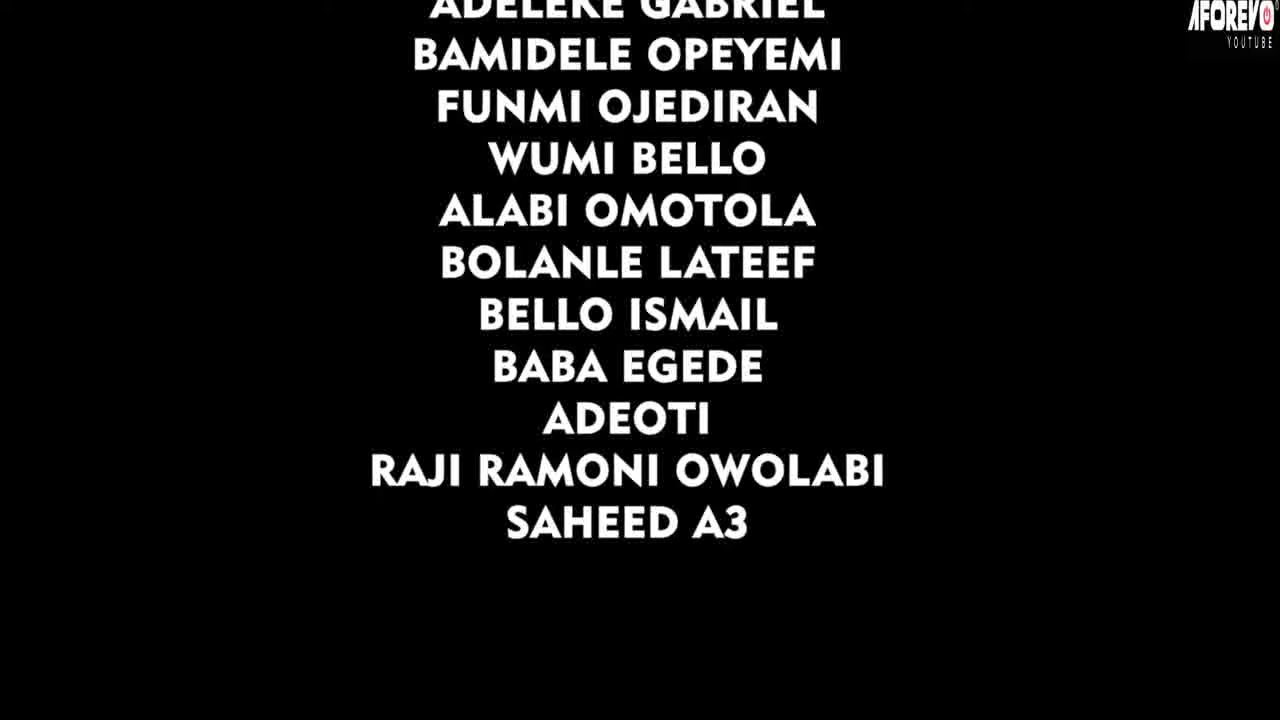 ADELEKE GABRIEL
BAMIDELE OPEYEMI
FUNMI OJEDIRAN
WUMI BELLO
ALABI OMOTOLA
BOLANLE LATEEF
BELLO ISMAIL
BABA EGEDE
ADEOTI
RAJI RAMONI OWOLABI
SAHEED A3
AFOREVO
YOUTUBE